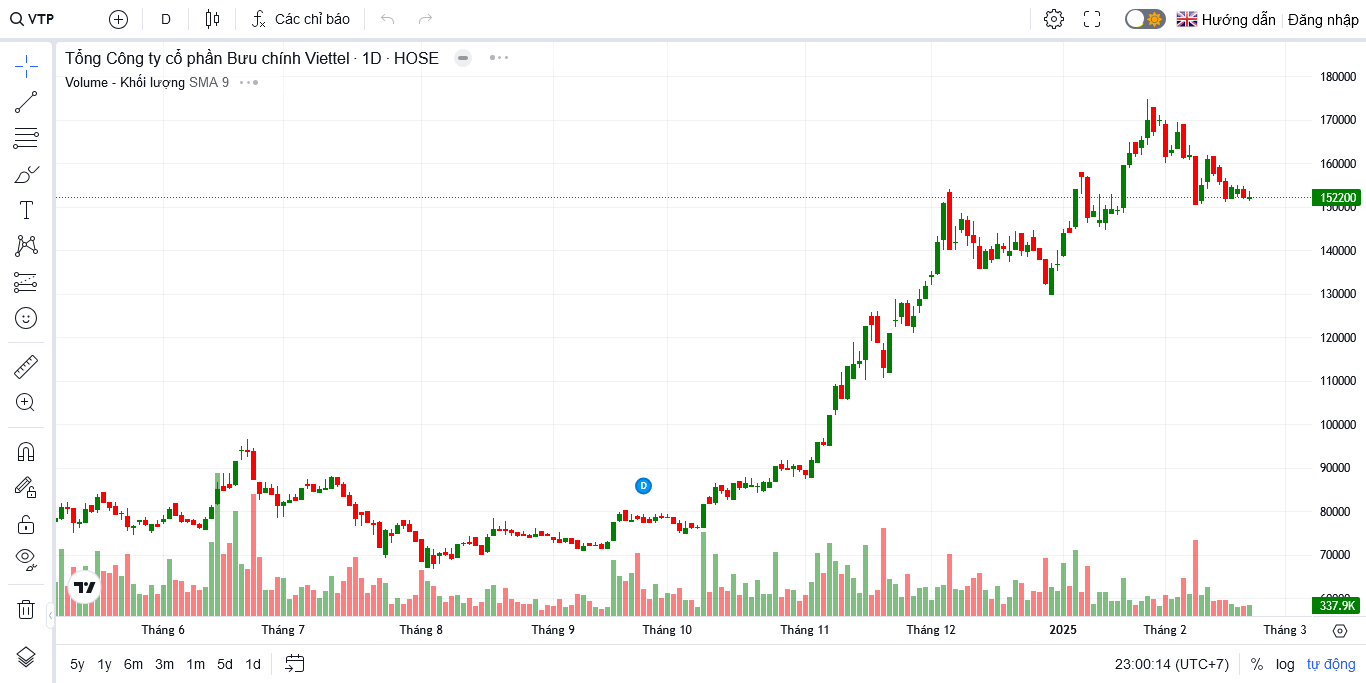 VTP D Các chỉ báo Hướng dẫn Đăng nhập
Tổng Công ty cổ phần Bưu chính Viettel · 1D · HOSE
Volume - Khối lượng SMA 9
180000
170000
160000
152200
150000
140000
130000
120000
110000
100000
90000
D
80000
70000
60000
337.9K
Tháng 6 Tháng 7 Tháng 8 Tháng 9 Tháng 10 Tháng 11 Tháng 12 2025 Tháng 2 Tháng 3
5y 1y 6m 3m 1m 5d 1d 23:00:14 (UTC+7) % log tự động